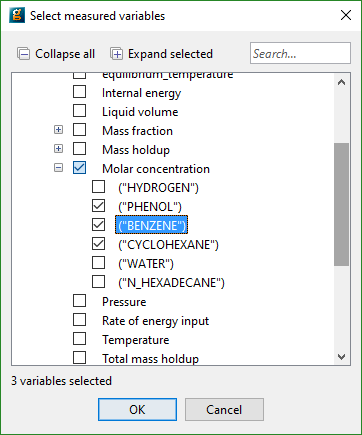 Select measured variables
Collapse all
Expand selected
Search...
equilibrium_temperature
Internal energy
Liquid volume
Mass fraction
Mass holdup
Molar concentration
("HYDROGEN")
("PHENOL")
("BENZENE")
("CYCLOHEXANE")
("WATER")
("N_HEXADECANE")
Pressure
Rate of energy input
Temperature
Total mass holdup
3 variables selected
OK
Cancel